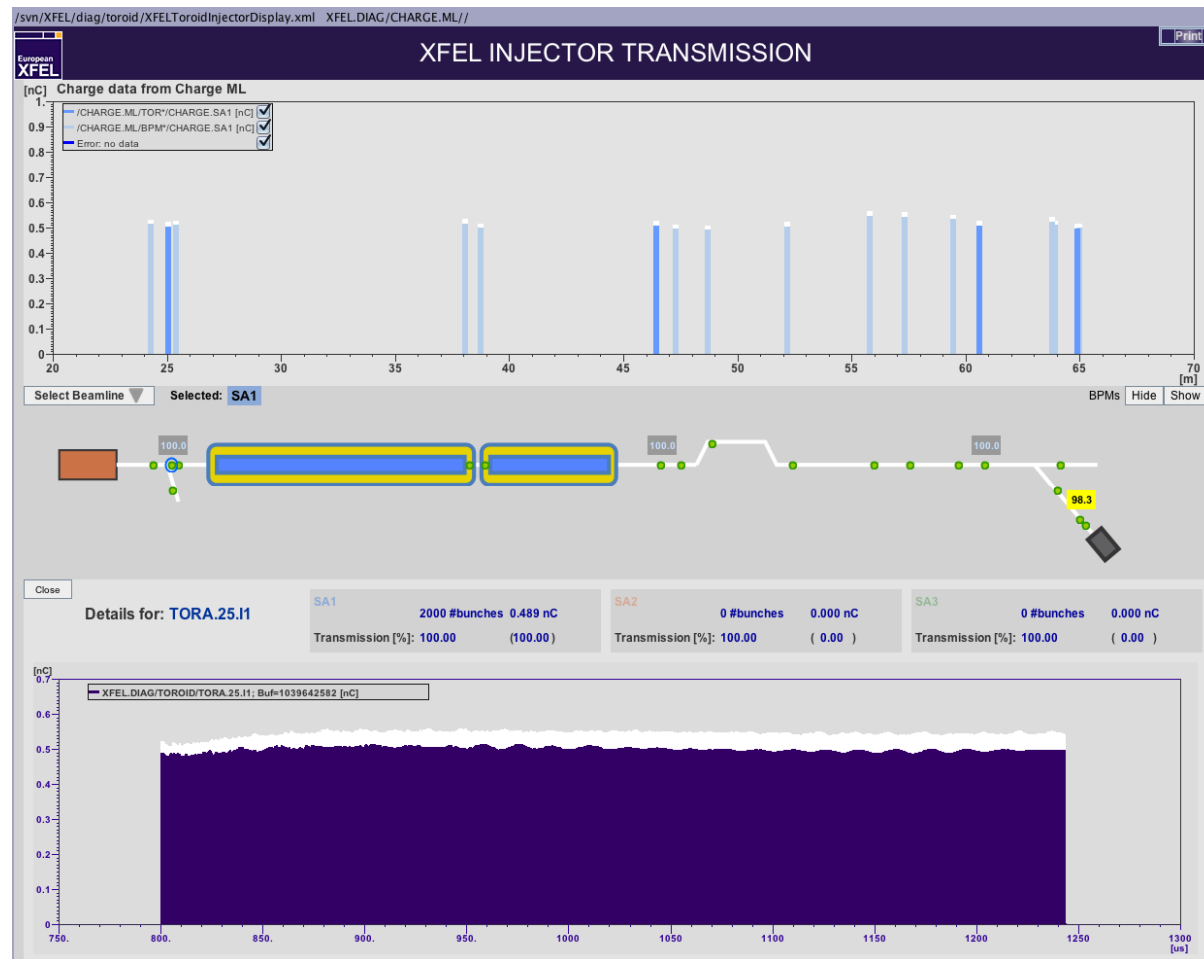 /svn/XFEL/diag/toroid/XFELToroidInjectorDisplay.xml XFEL.DIAG/CHARGE.ML//
European
XFEL
XFEL INJECTOR TRANSMISSION
Print
[nC] Charge data from Charge ML
/CHARGE.ML/TOR*/CHARGE.SA1 [nC]
/CHARGE.ML/BPM*/CHARGE.SA1 [nC]
Error: no data
1.
0.9
0.8
0.7
0.6
0.5
0.4
0.3
0.2
0.1
0
20 25 30 35 40 45 50 55 60 65 70
[m]
Select Beamline Selected: SA1 BPMs Hide Show
100.0 100.0 100.0
98.3
Close
Details for: TORA.25.I1
SA1
2000 #bunches 0.489 nC
Transmission [%]: 100.00 (100.00 )
SA2
0 #bunches 0.000 nC
Transmission [%]: 100.00 ( 0.00 )
SA3
0 #bunches 0.000 nC
Transmission [%]: 100.00 ( 0.00 )
[nC]
XFEL.DIAG/TOROID/TORA.25.I1; Buf=1039642582 [nC]
0.7
0.6
0.5
0.4
0.3
0.2
0.1
0
750. 800. 850. 900. 950. 1000 1050 1100 1150 1200 1250 1300
[us]